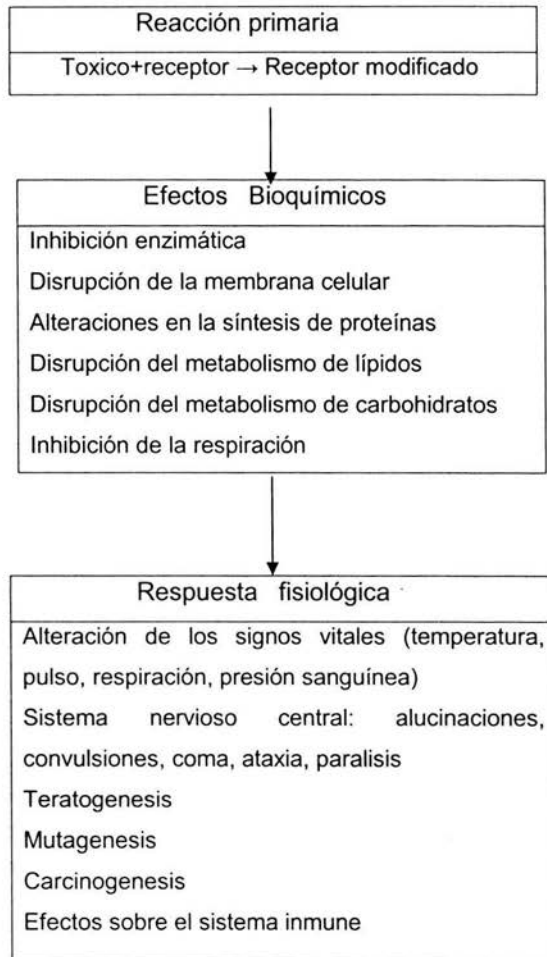 Reacción primaria
Toxico+receptor → Receptor modificado
Efectos Bioquímicos
Inhibición enzimática
Disrupción de la membrana celular
Alteraciones en la síntesis de proteínas
Disrupción del metabolismo de lípidos
Disrupción del metabolismo de carbohidratos
Inhibición de la respiración
Respuesta fisiológica
Alteración de los signos vitales (temperatura,
pulso, respiración, presión sanguínea)
Sistema nervioso central: alucinaciones,
convulsiones, coma, ataxia, paralisis
Teratogenesis
Mutagenesis
Carcinogenesis
Efectos sobre el sistema inmune